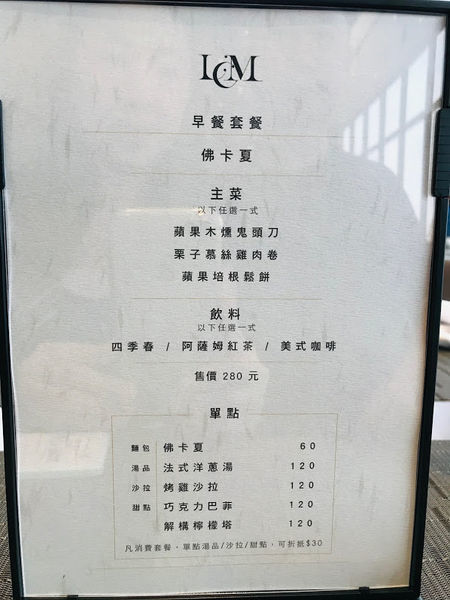 LCM
早餐套餐
佛卡夏
主菜
以下任選一式
蘋果木燻鬼頭刀
栗子慕絲雞肉卷
蘋果培根鬆餅
飲料
以下任選一式
四季春 / 阿薩姆紅茶 / 美式咖啡
售價 280 元
單點
麵包 佛卡夏 60
湯品 法式洋蔥湯 120
沙拉 烤雞沙拉 120
甜點 巧克力巴菲 120
解構檸檬塔 120
凡消費套餐，單點湯品/沙拉/甜點，可折抵$30